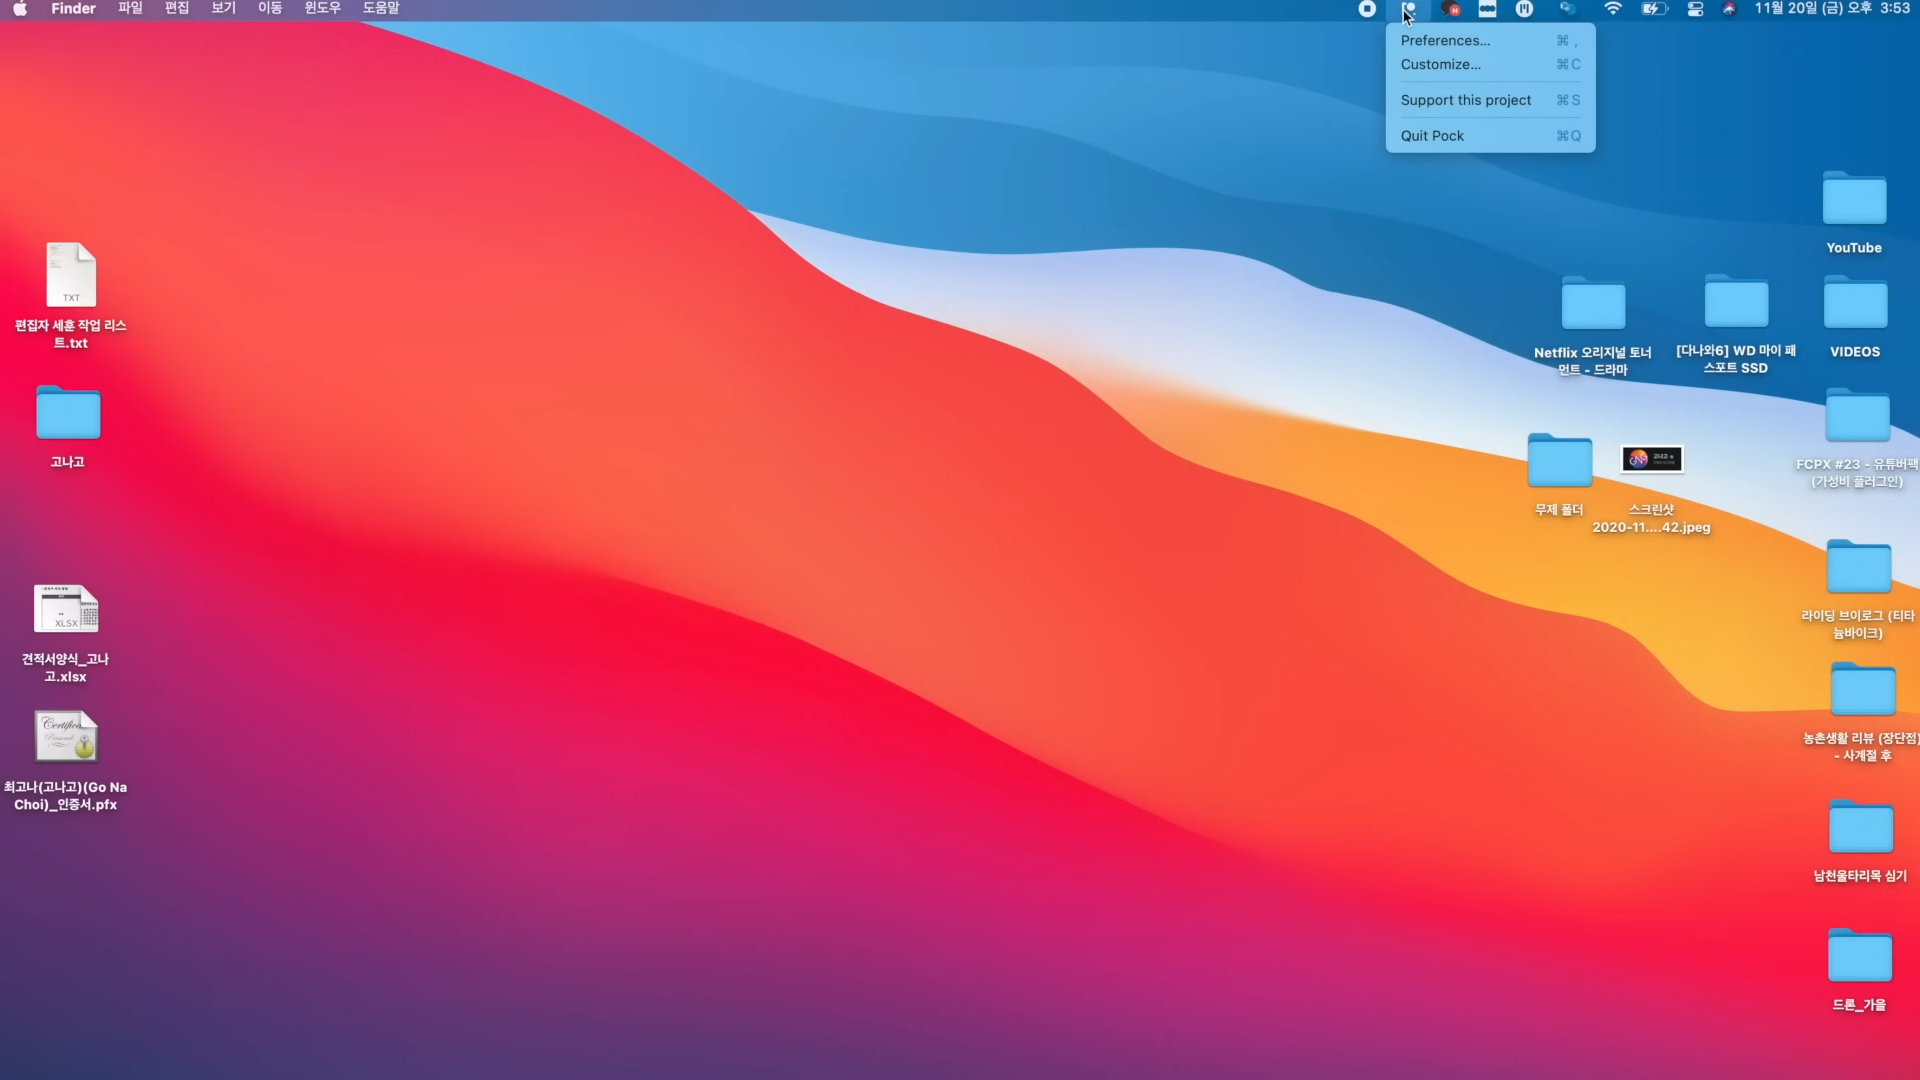 Finder 파일 편집 보기 이동 윈도우 도움말 11월 20일 (금) 오후 3:53
Preferences... ⌘ ,
Customize... ⌘ C
Support this project ⌘ S
Quit Pock ⌘ Q
YouTube
TXT
편집자 세훈 작업 리스
트.txt
Netflix 오리지널 토너
먼트 - 드라마
[다나와6] WD 마이 패
스포트 SSD
VIDEOS
고나고
무제 폴더
스크린샷
2020-11....42.jpeg
FCPX #23 - 유튜버팩
(가성비 플러그인)
XLSX
견적서양식_고나
고.xlsx
라이딩 브이로그 (티타
늄바이크)
농촌생활 리뷰 (장단점)
- 사계절 후
최고나(고나고)(Go Na
Choi)_인증서.pfx
남천울타리목 심기
드론_가을